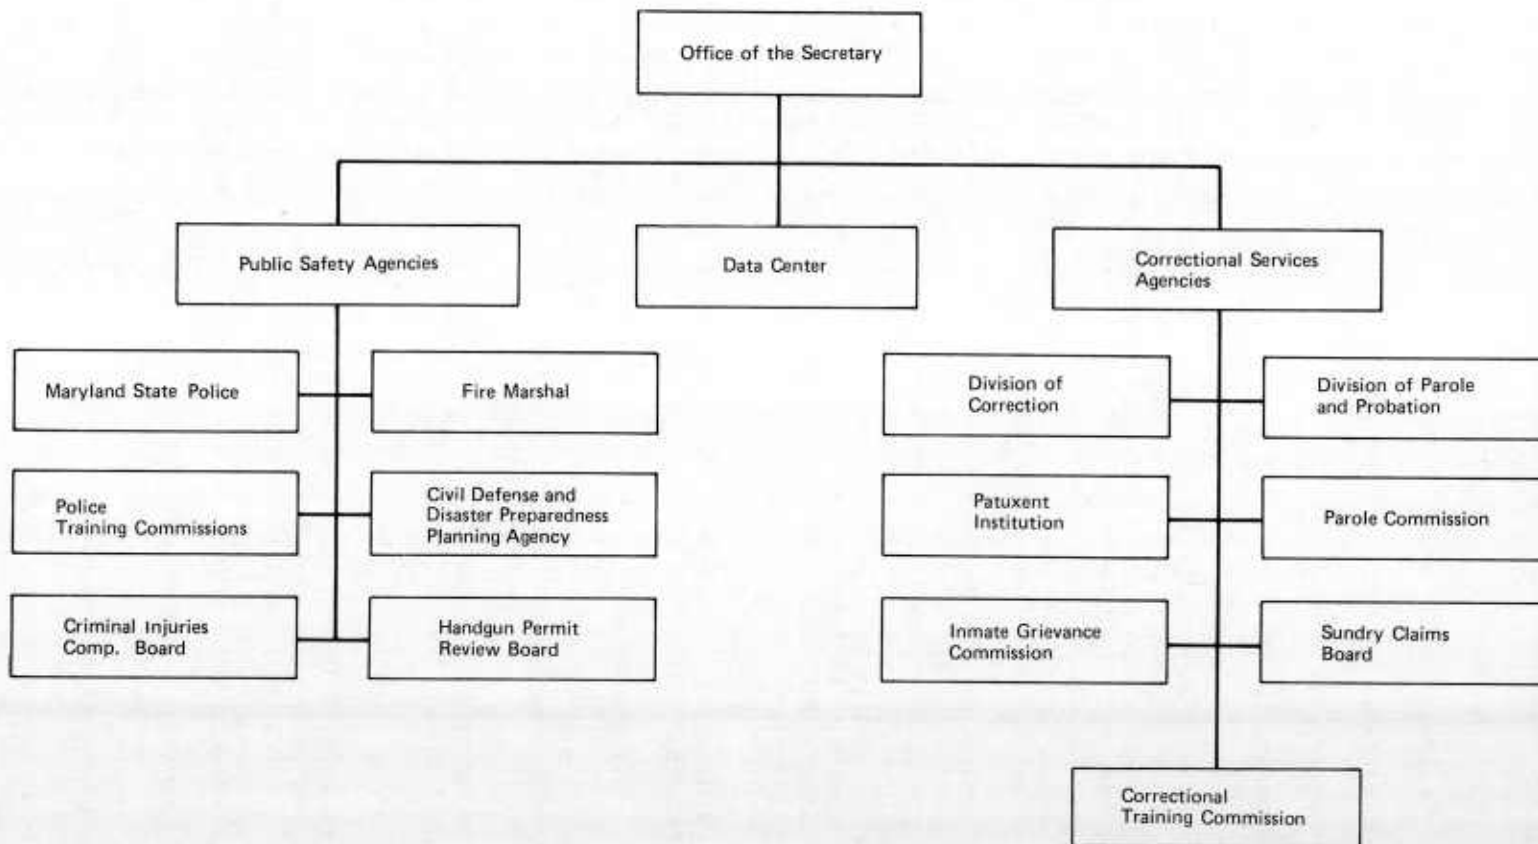 Office of the Secretary
Public Safety Agencies
Data Center
Correctional Services
Agencies
Maryland State Police
Fire Marshal
Division of
Correction
Division of Parole
and Probation
Police
Training Commissions
Civil Defense and
Disaster Preparedness
Planning Agency
Patuxent
Institution
Parole Commission
Criminal Injuries
Comp. Board
Handgun Permit
Review Board
Inmate Grievance
Commission
Sundry Claims
Board
Correctional
Training Commission